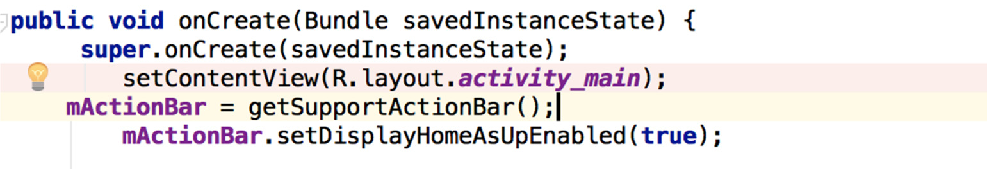 public void onCreate(Bundle savedInstanceState) {
super.onCreate(savedInstanceState);
setContentView(R.layout.activity_main);
mActionBar = getSupportActionBar();
mActionBar.setDisplayHomeAsUpEnabled(true);